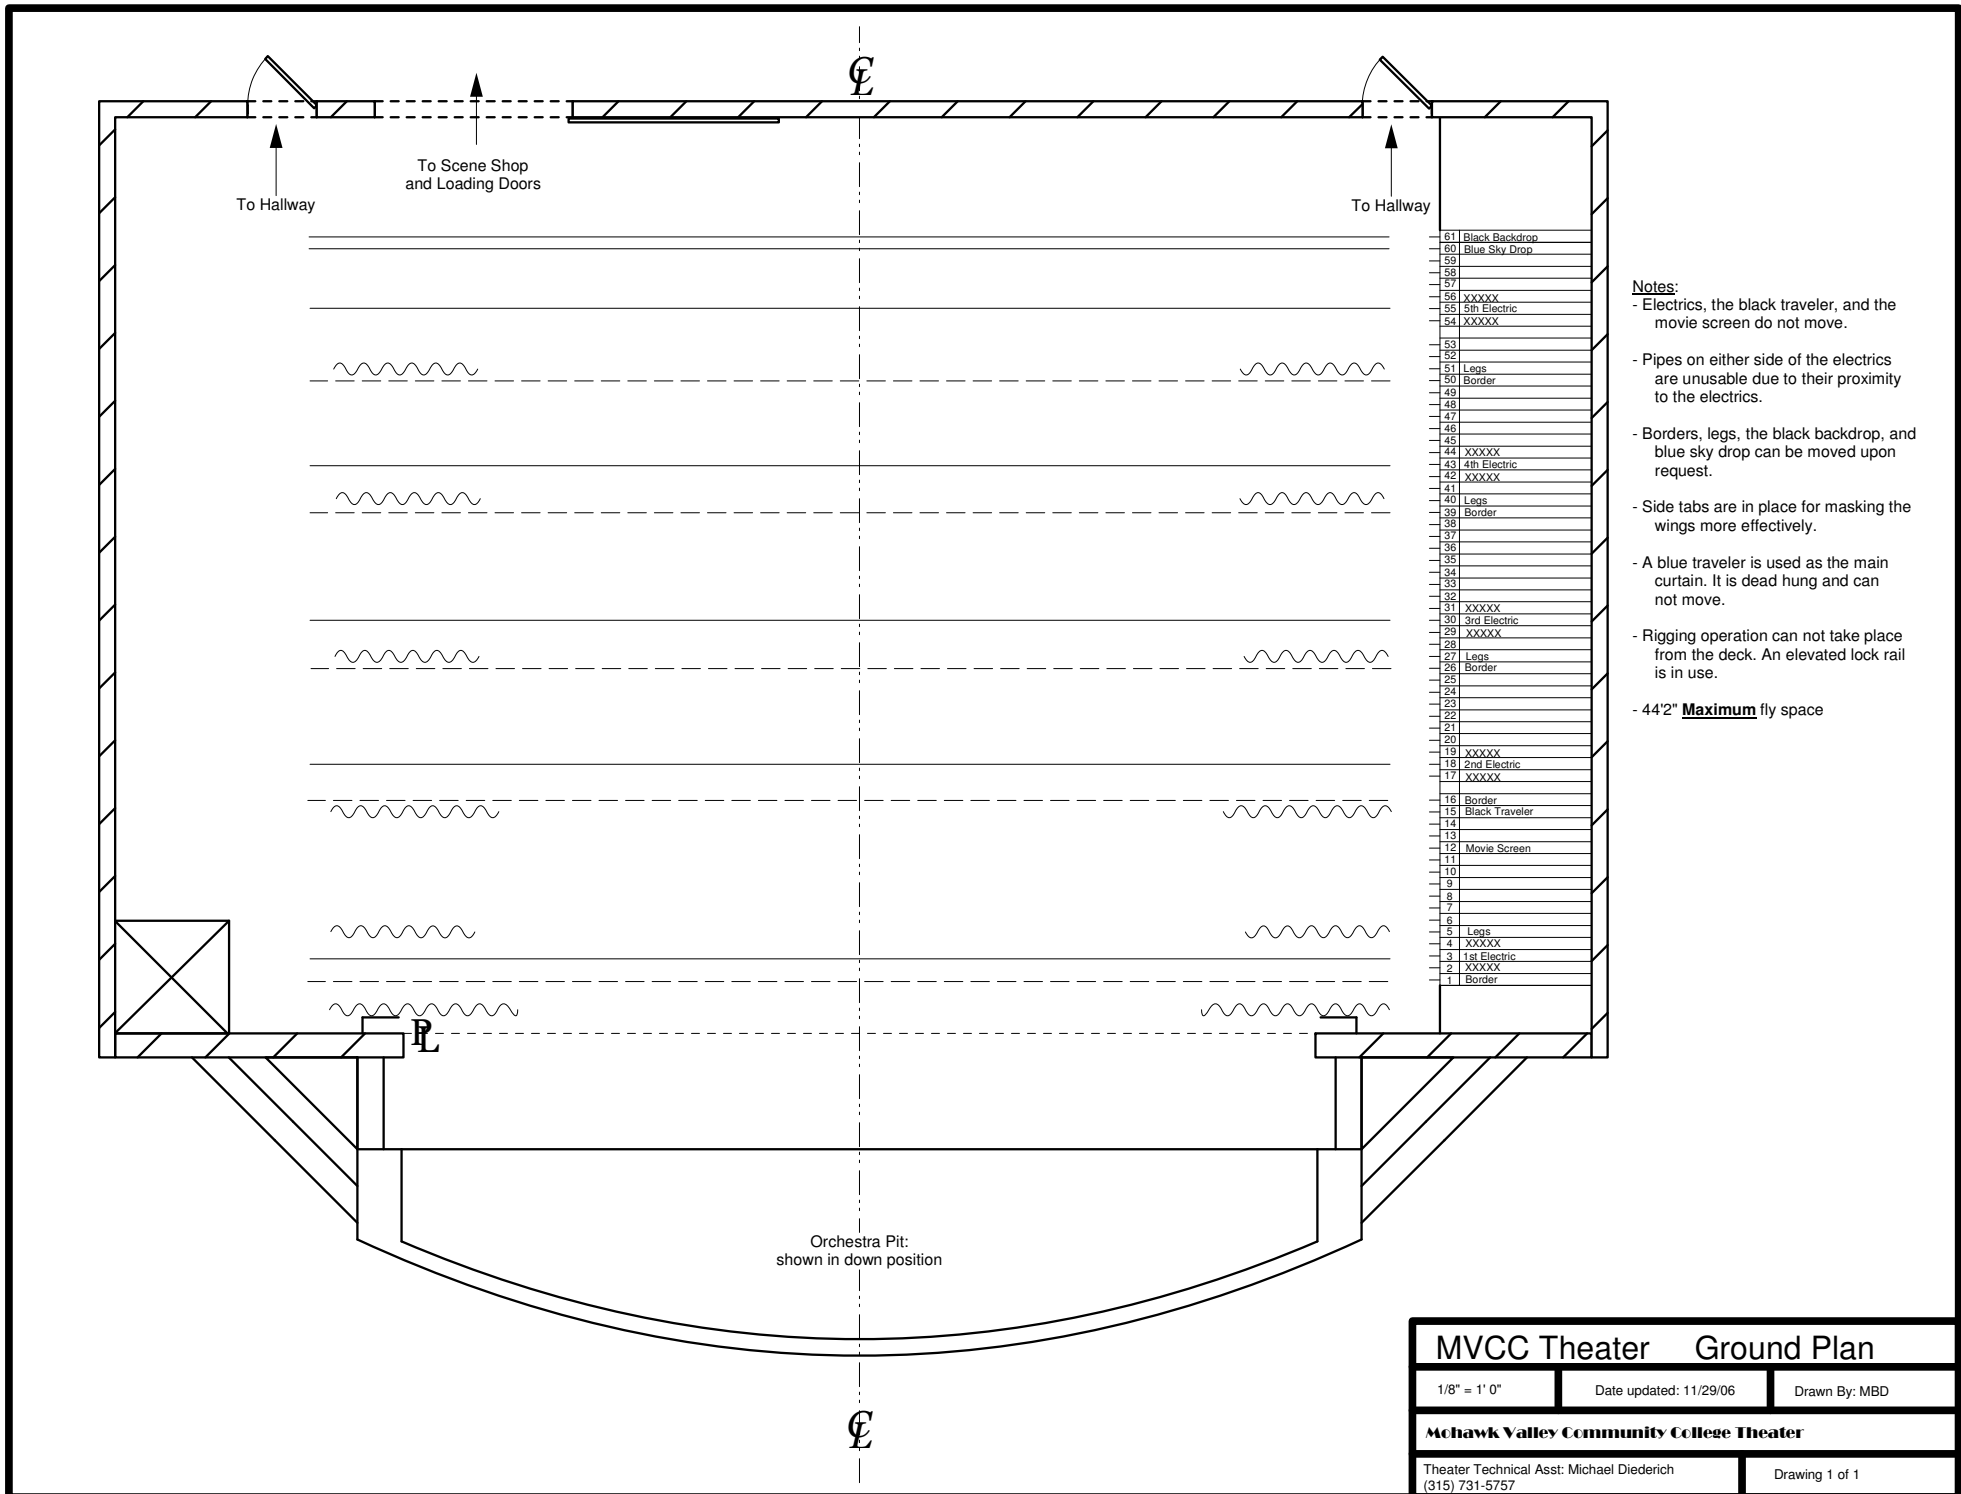 ℄
To Scene Shop
and Loading Doors
To Hallway
To Hallway
61 Black Backdrop
60 Blue Sky Drop
59
58
57
56 XXXXX
55 5th Electric
54 XXXXX
53
52
51 Legs
50 Border
49
48
47
46
45
44 XXXXX
43 4th Electric
42 XXXXX
41
40 Legs
39 Border
38
37
36
35
34
33
32
31 XXXXX
30 3rd Electric
29 XXXXX
28
27 Legs
26 Border
25
24
23
22
21
20
19 XXXXX
18 2nd Electric
17 XXXXX
16 Border
15 Black Traveler
14
13
12 Movie Screen
11
10
9
8
7
6
5 Legs
4 XXXXX
3 1st Electric
2 XXXXX
1 Border
Notes:
- Electrics, the black traveler, and the
movie screen do not move.
- Pipes on either side of the electrics
are unusable due to their proximity
to the electrics.
- Borders, legs, the black backdrop, and
blue sky drop can be moved upon
request.
- Side tabs are in place for masking the
wings more effectively.
- A blue traveler is used as the main
curtain. It is dead hung and can
not move.
- Rigging operation can not take place
from the deck. An elevated lock rail
is in use.
- 44'2" Maximum fly space
PL
Orchestra Pit:
shown in down position
℄
MVCC Theater Ground Plan
1/8" = 1' 0" Date updated: 11/29/06 Drawn By: MBD
Mohawk Valley Community College Theater
Theater Technical Asst: Michael Diederich
(315) 731-5757
Drawing 1 of 1